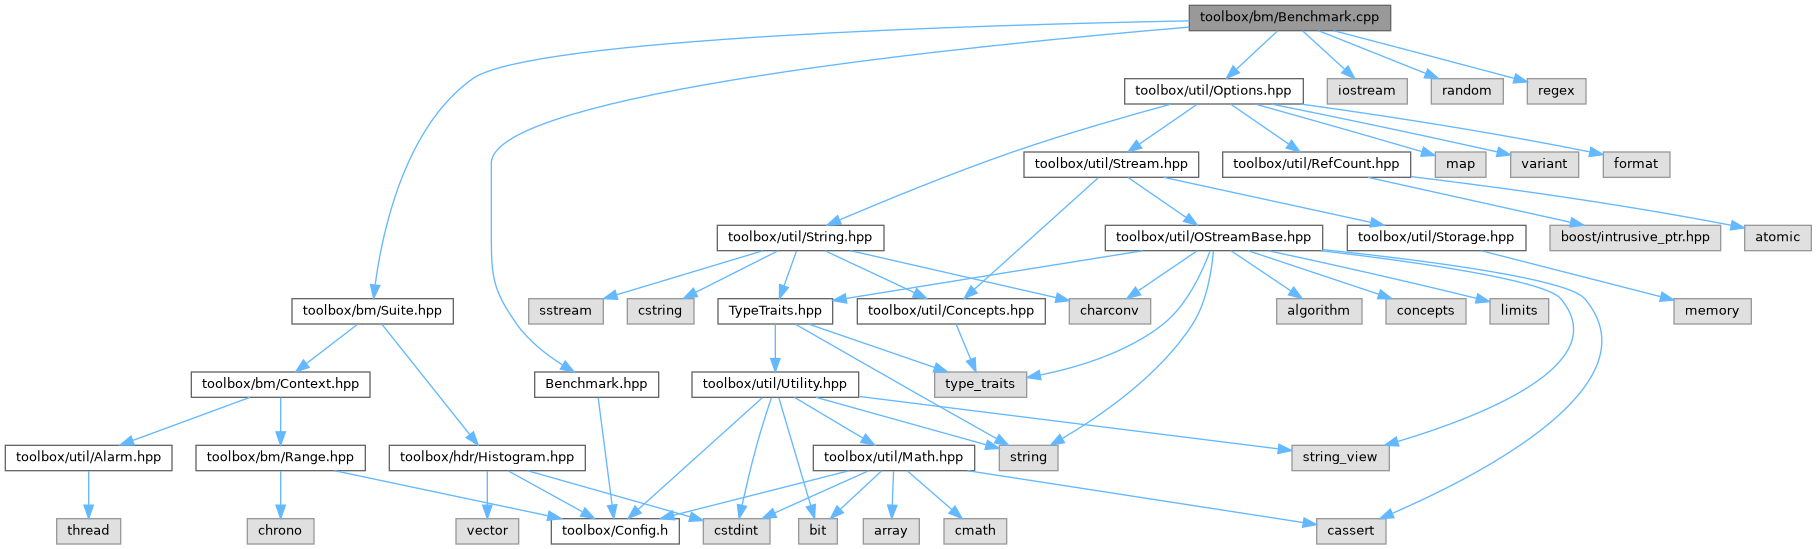 toolbox/bm/Benchmark.cpp
toolbox/util/Options.hpp
iostream
random
regex
toolbox/util/Stream.hpp
toolbox/util/RefCount.hpp
map
variant
format
toolbox/util/String.hpp
toolbox/util/OStreamBase.hpp
toolbox/util/Storage.hpp
boost/intrusive_ptr.hpp
atomic
toolbox/bm/Suite.hpp
sstream
cstring
TypeTraits.hpp
toolbox/util/Concepts.hpp
charconv
algorithm
concepts
limits
memory
toolbox/bm/Context.hpp
Benchmark.hpp
toolbox/util/Utility.hpp
type_traits
toolbox/util/Alarm.hpp
toolbox/bm/Range.hpp
toolbox/hdr/Histogram.hpp
toolbox/util/Math.hpp
string
string_view
thread
chrono
vector
toolbox/Config.h
cstdint
bit
array
cmath
cassert